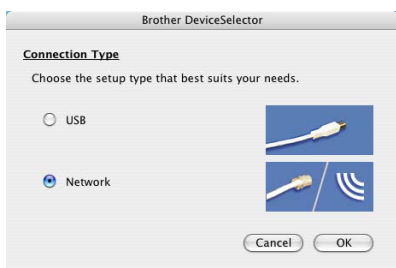 Brother DeviceSelector
Connection Type
Choose the setup type that best suits your needs.
USB
Network
Cancel OK